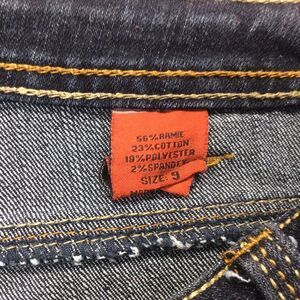 56%RAMIE
23%COTTON
19%POLYESTER
2%SPANDEX
SIZE: 9